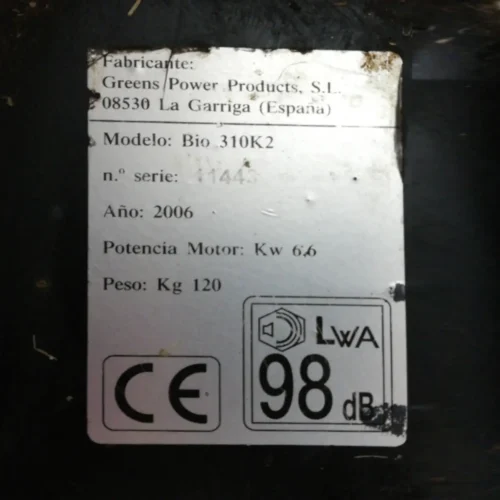 Fabricante:
Greens Power Products, S.L.
08530 La Garriga (España)
Modelo: Bio 310K2
n.º serie:
Año: 2006
Potencia Motor: Kw 6,6
Peso: Kg 120
CE
LWA
98 dB